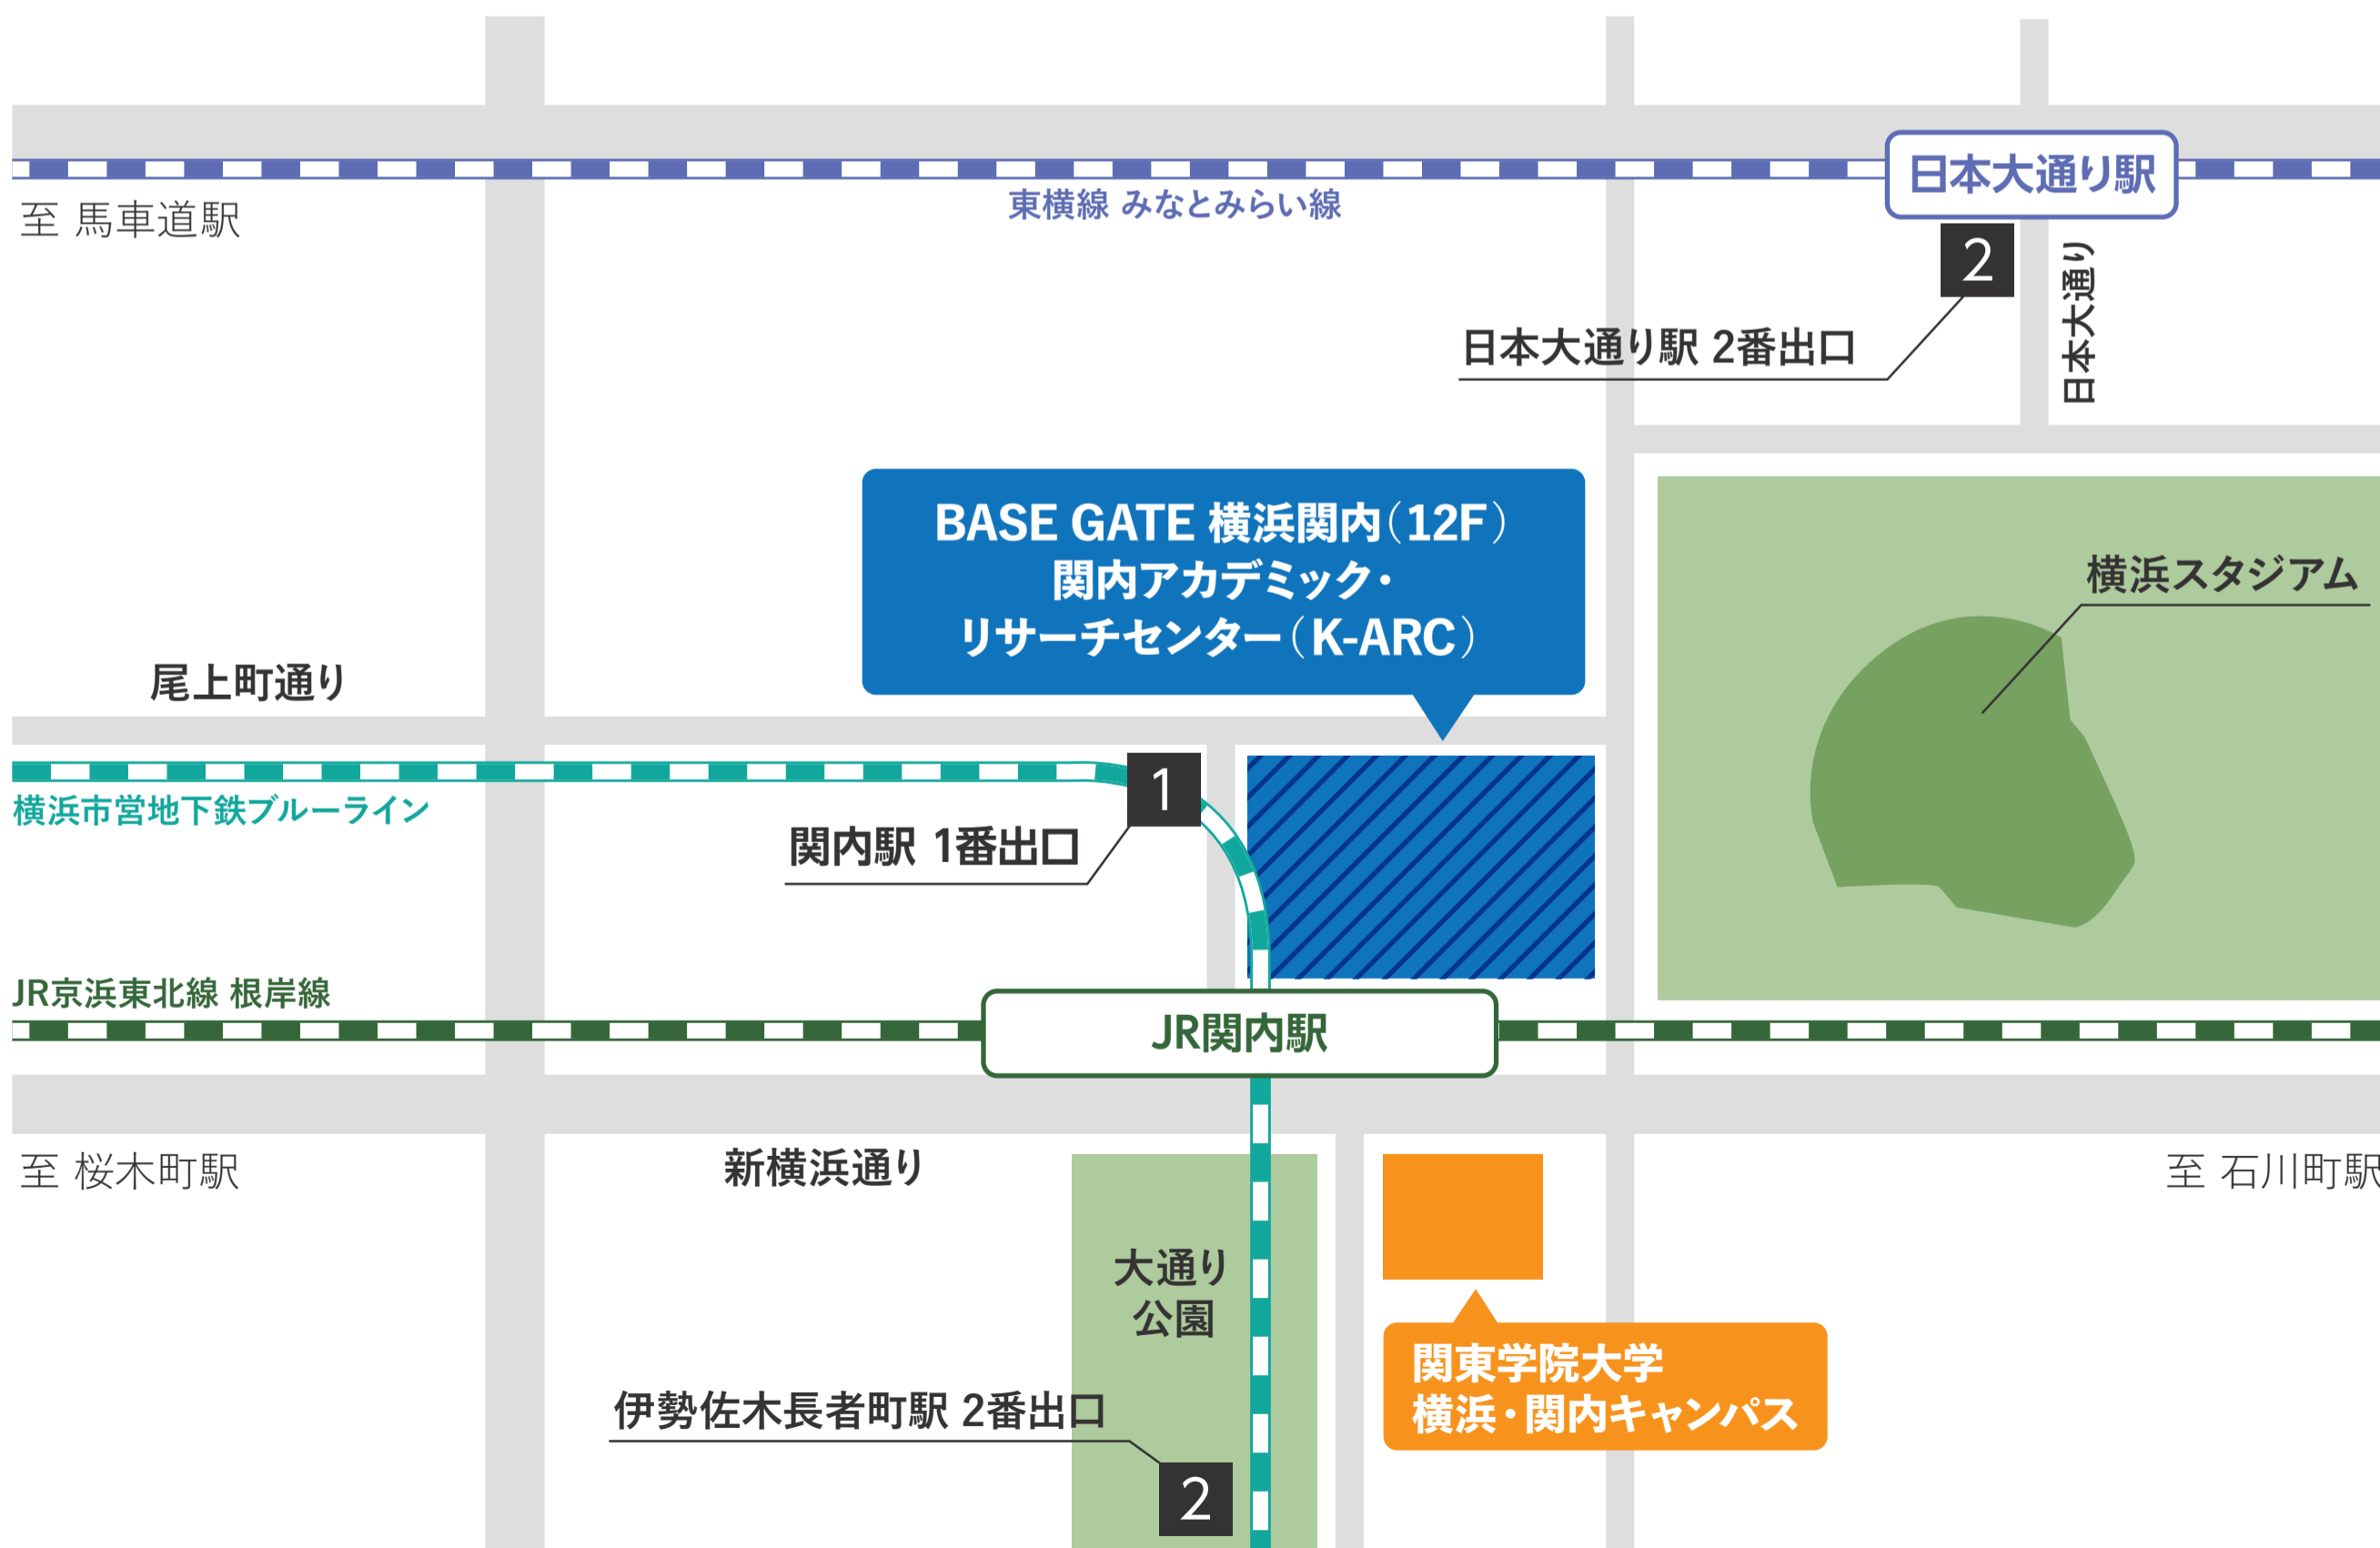 日本大通り駅
東横線 みなとみらい線
至 馬車道駅
2
日本大通り
日本大通り駅 2番出口
BASE GATE 横浜関内（12F）
関内アカデミック・
リサーチセンター（K-ARC）
横浜スタジアム
尾上町通り
1
横浜市営地下鉄ブルーライン
関内駅 1番出口
JR京浜東北線 根岸線
JR関内駅
至 桜木町駅
新横浜通り
至 石川町駅
大通り
公園
関東学院大学
横浜・関内キャンパス
伊勢佐木長者町駅 2番出口
2